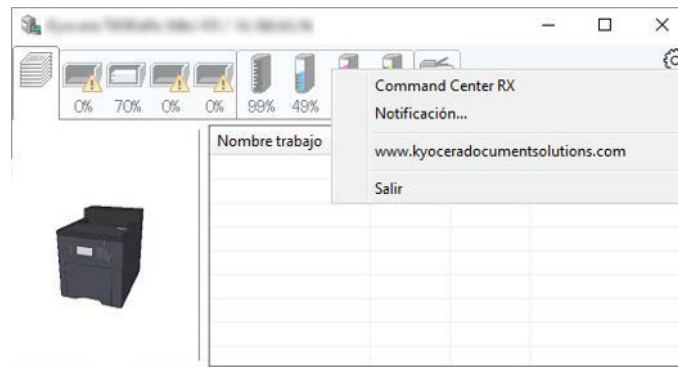 0% 70% 0% 0% 99% 49%
Command Center RX
Notificación...
www.kyoceradocumentsolutions.com
Salir
Nombre trabajo